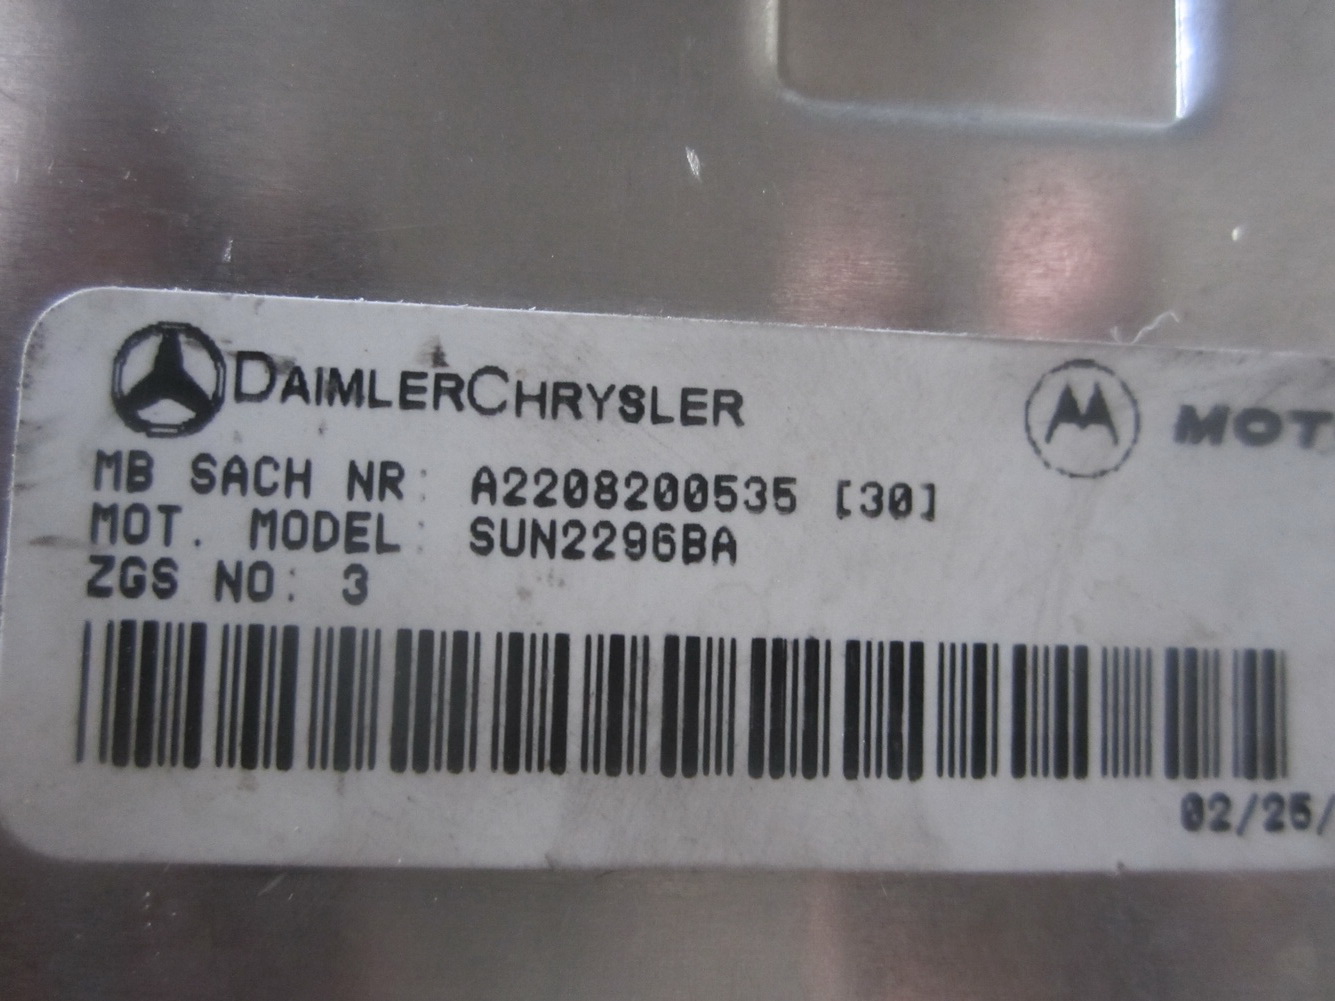 DAIMLERCHRYSLER
MOT
MB SACH NR: A2208200535 [30]
MOT. MODEL: SUN2296BA
ZGS NO: 3
02/25/